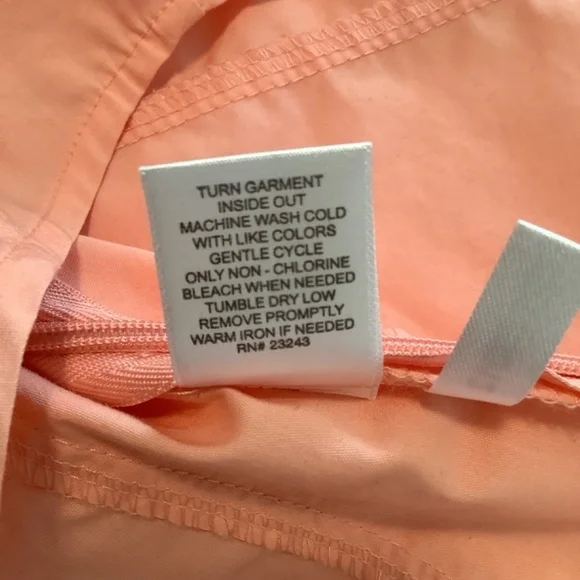 TURN GARMENT
INSIDE OUT
MACHINE WASH COLD
WITH LIKE COLORS
GENTLE CYCLE
ONLY NON - CHLORINE
BLEACH WHEN NEEDED
TUMBLE DRY LOW
REMOVE PROMPTLY
WARM IRON IF NEEDED
RN# 23243